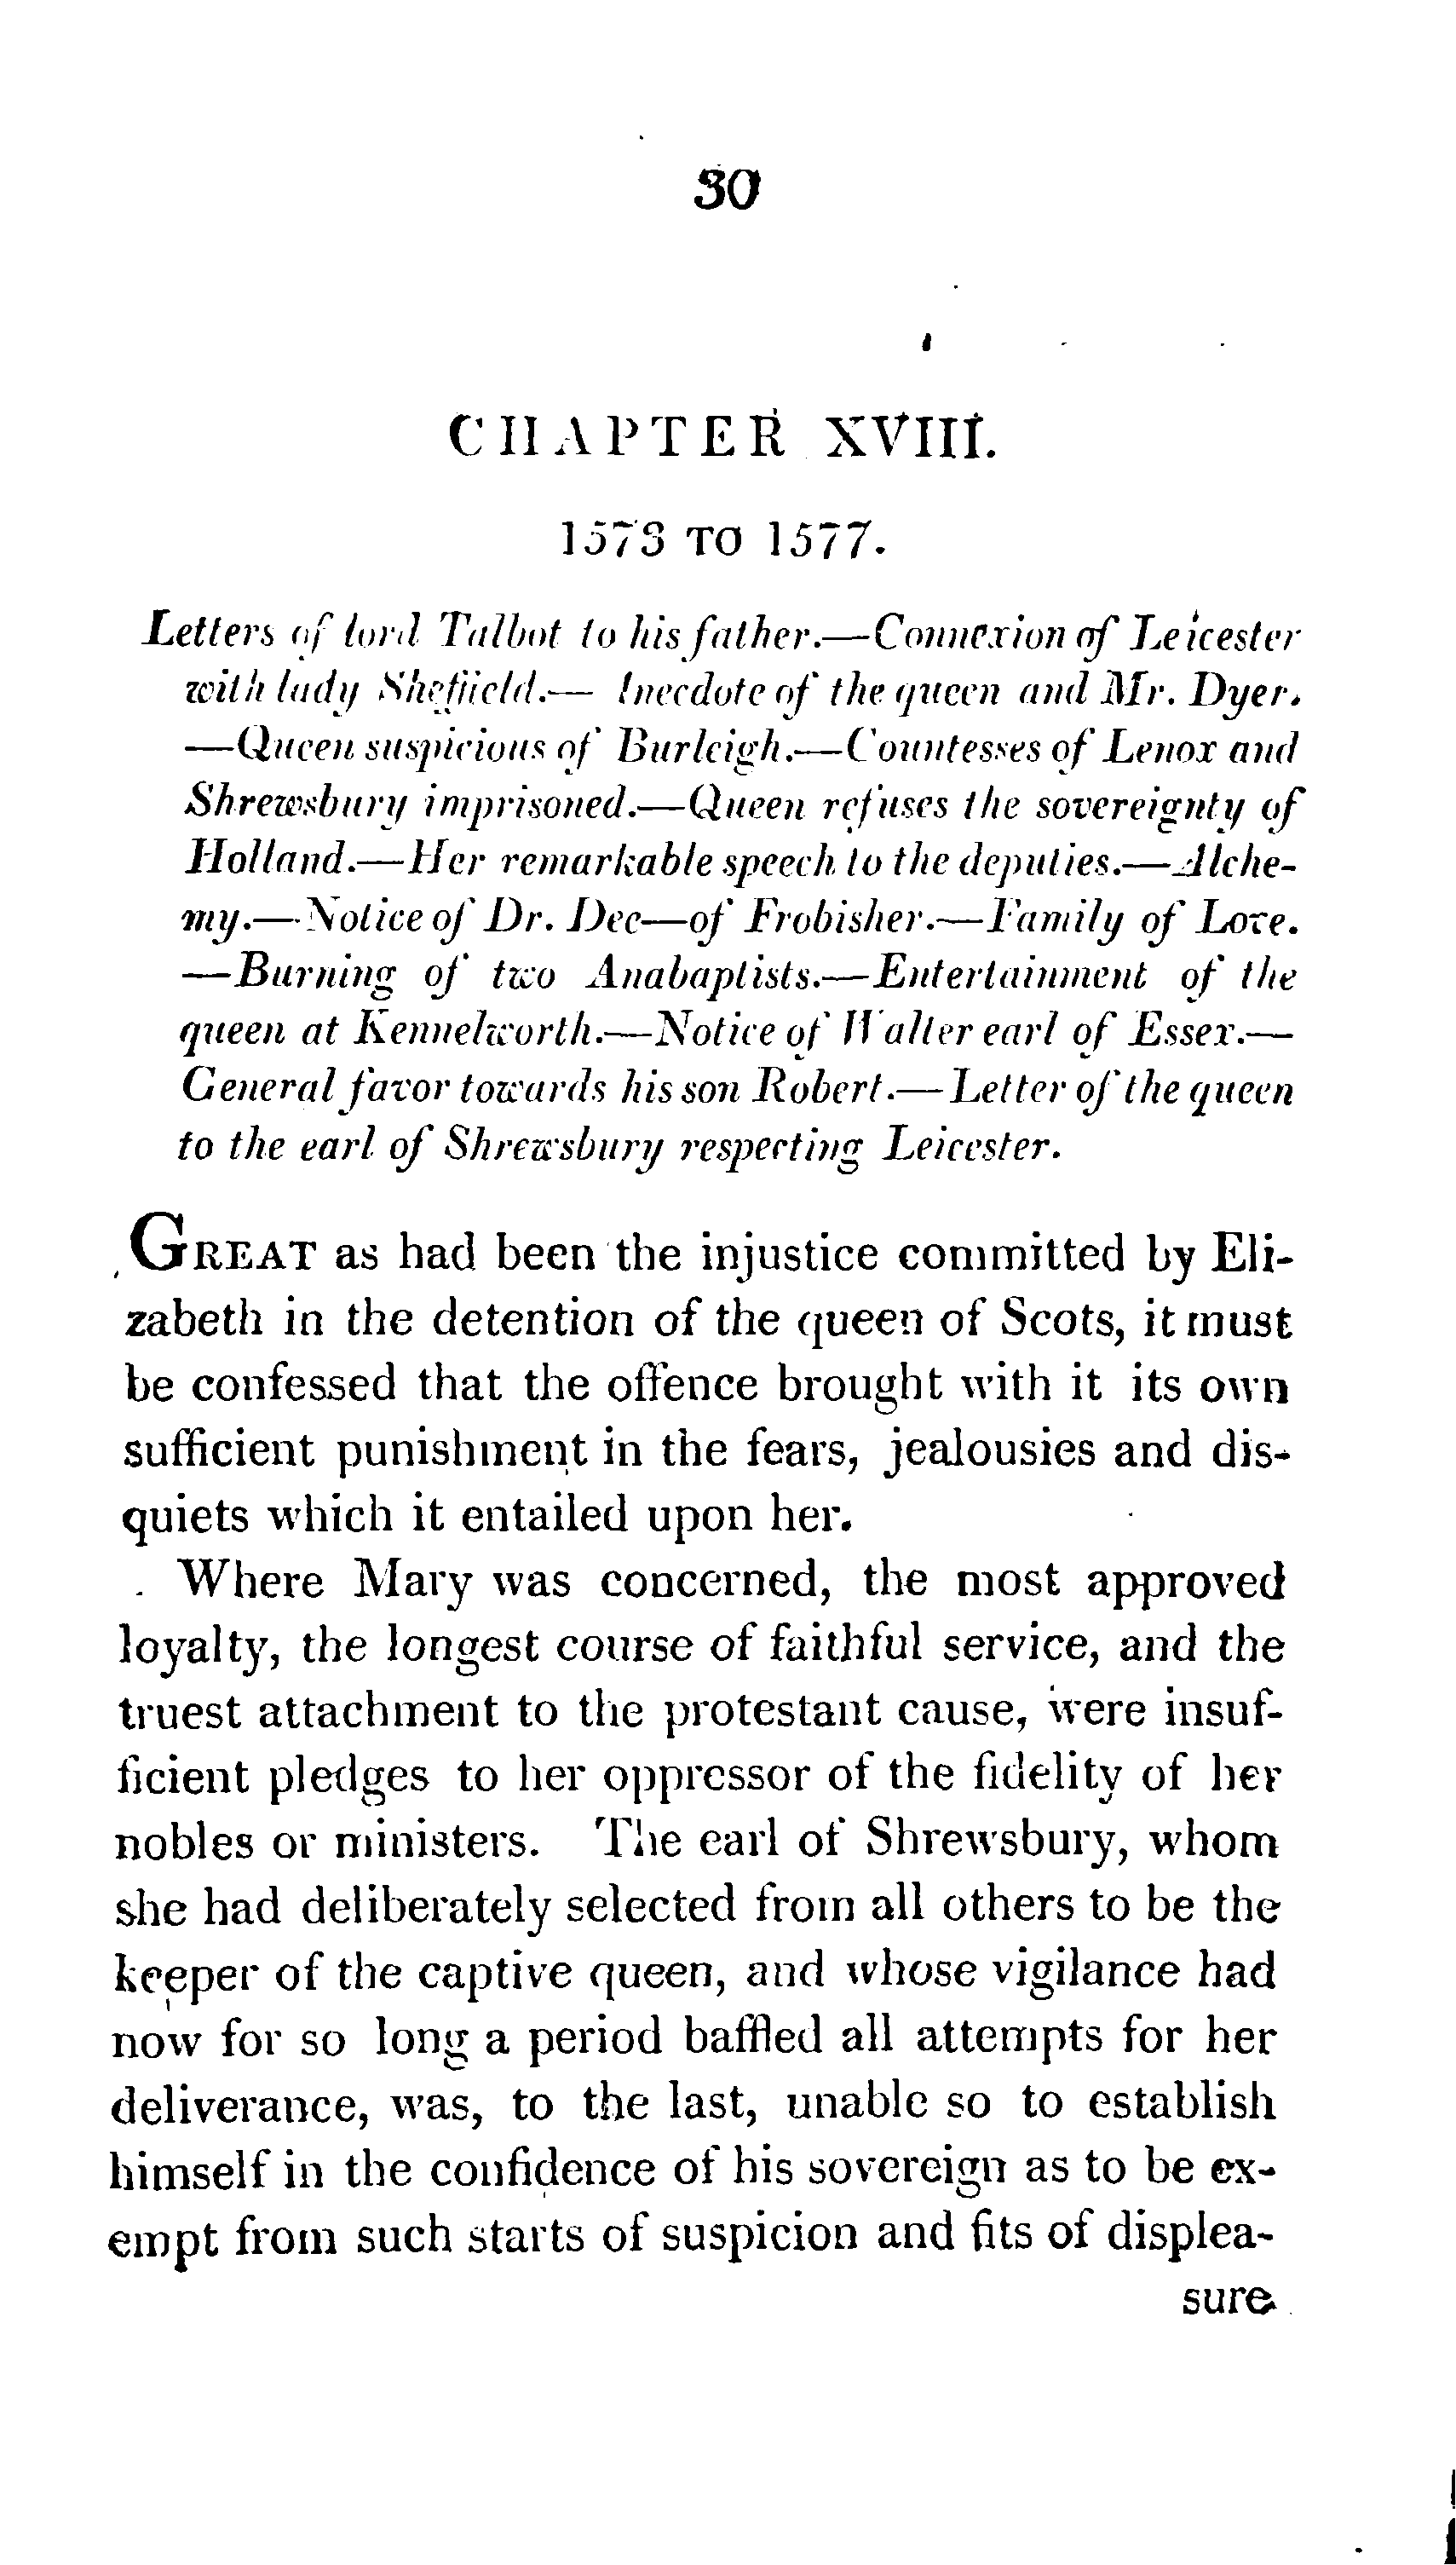 30
CHAPTER XVIII.
1573 TO 1577.
Letters of lord Talbot to his father.—Connexion of Leicester
with lady Sheffield.—Anecdote of the queen and Mr. Dyer.
—Queen suspicious of Burleigh.—Countesses of Lenox and
Shrewsbury imprisoned.—Queen refuses the sovereignty of
Holland.—Her remarkable speech to the deputies.—Alche-
my.—Notice of Dr. Dee—of Frobisher.—Family of Love.
—Burning of two Anabaptists.—Entertainment of the
queen at Kennelworth.—Notice of Walter earl of Essex.—
General favor towards his son Robert.—Letter of the queen
to the earl of Shrewsbury respecting Leicester.
GREAT as had been the injustice committed by Eli-
zabeth in the detention of the queen of Scots, it must
be confessed that the offence brought with it its own
sufficient punishment in the fears, jealousies and dis-
quiets which it entailed upon her.
Where Mary was concerned, the most approved
loyalty, the longest course of faithful service, and the
truest attachment to the protestant cause, were insuf-
ficient pledges to her oppressor of the fidelity of her
nobles or ministers. The earl of Shrewsbury, whom
she had deliberately selected from all others to be the
keeper of the captive queen, and whose vigilance had
now for so long a period baffled all attempts for her
deliverance, was, to the last, unable so to establish
himself in the confidence of his sovereign as to be ex-
empt from such starts of suspicion and fits of displea-
sure